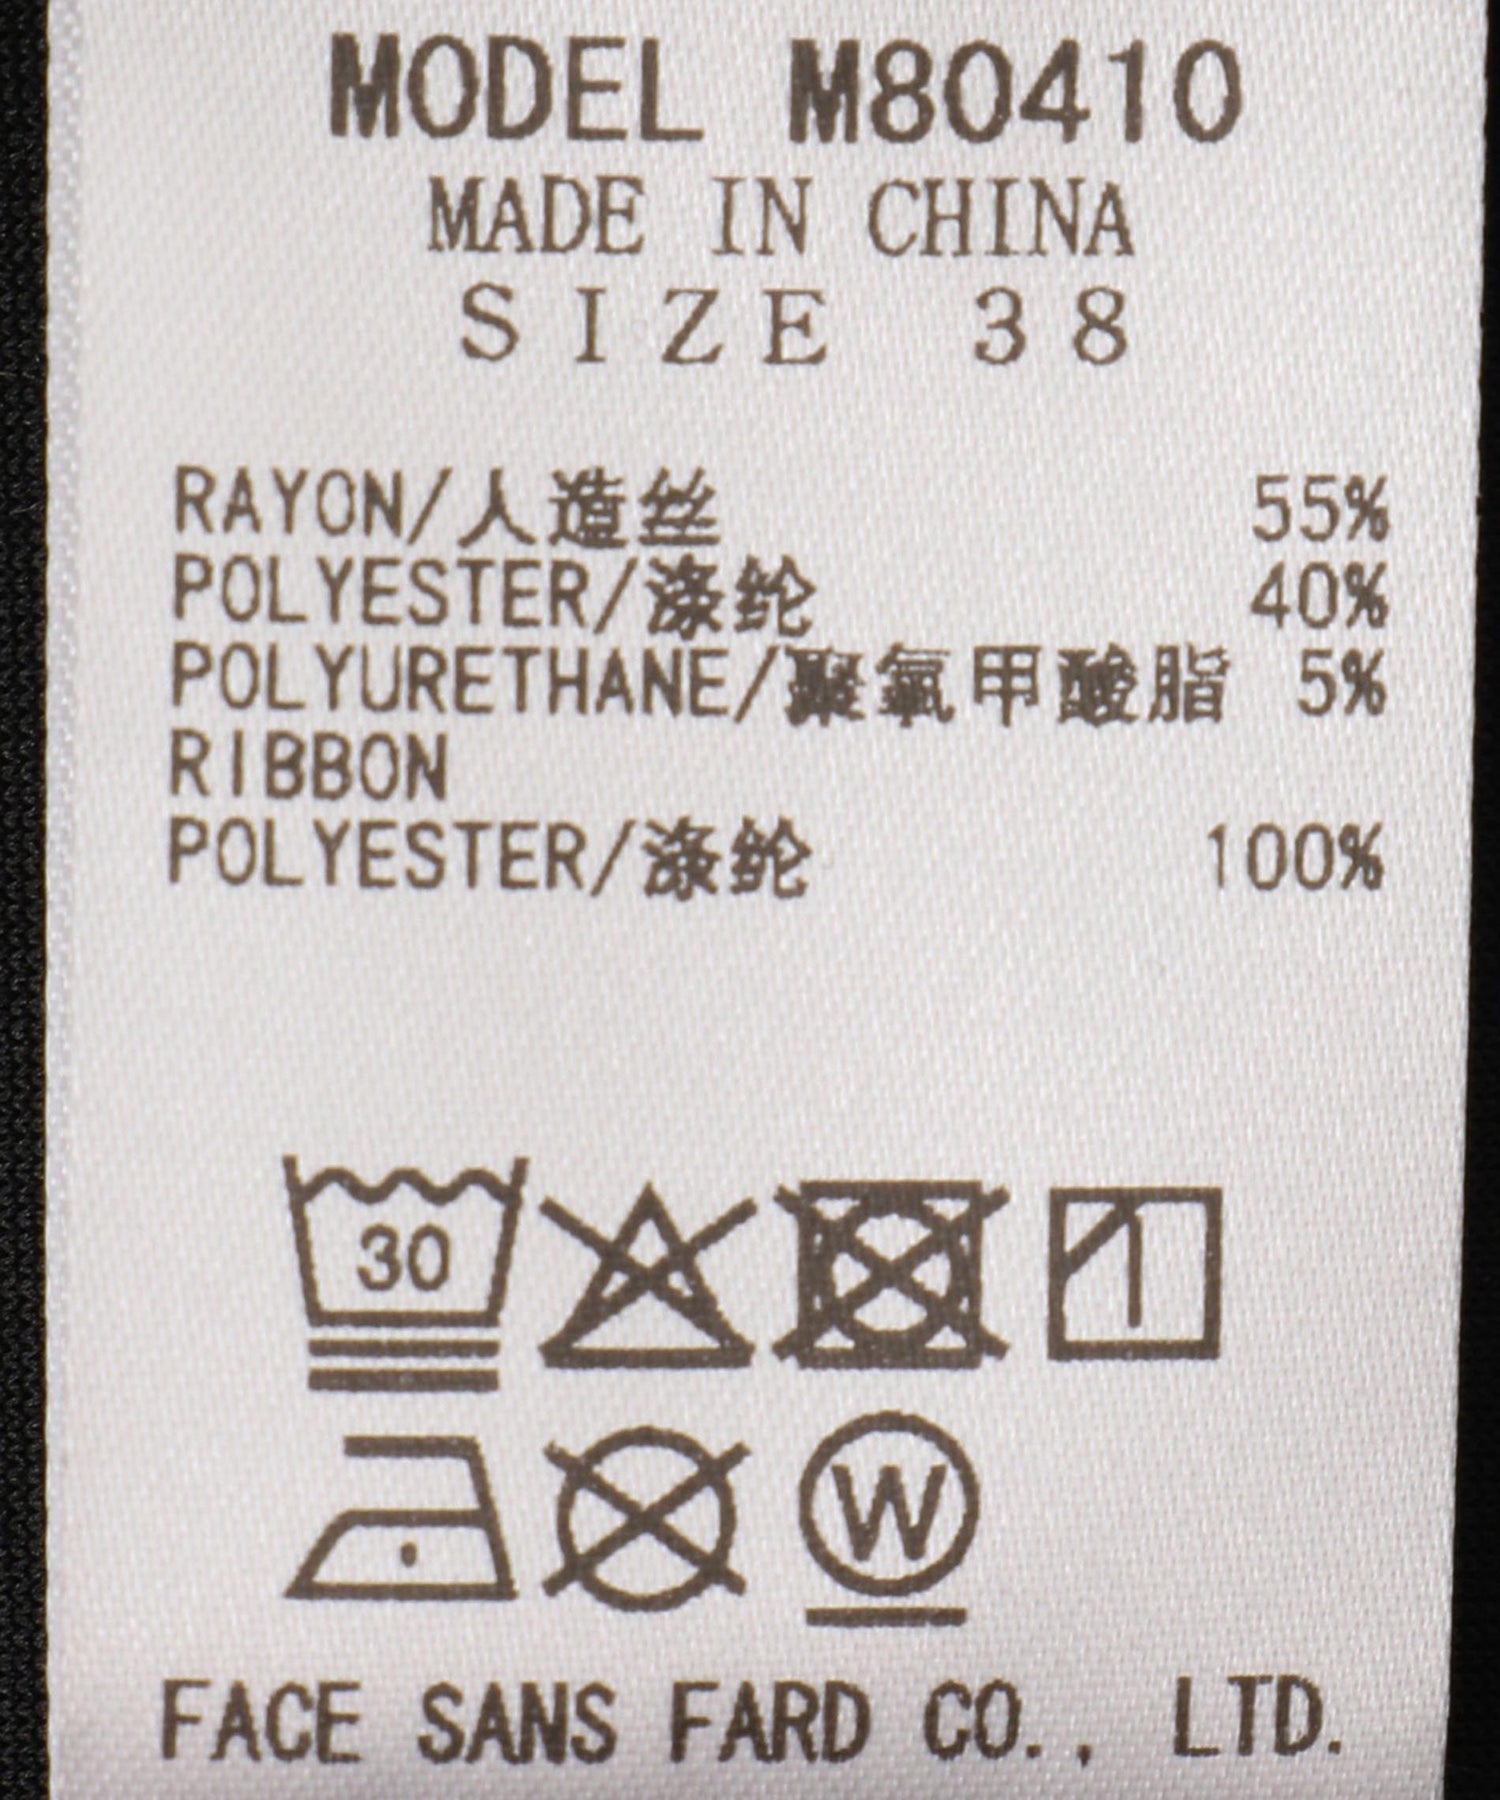 MODEL M80410
MADE IN CHINA
SIZE 38
RAYON/人造丝 55%
POLYESTER/涤纶 40%
POLYURETHANE/聚氨甲酸脂 5%
RIBBON
POLYESTER/涤纶 100%
30
W
FACE SANS FARD CO., LTD.